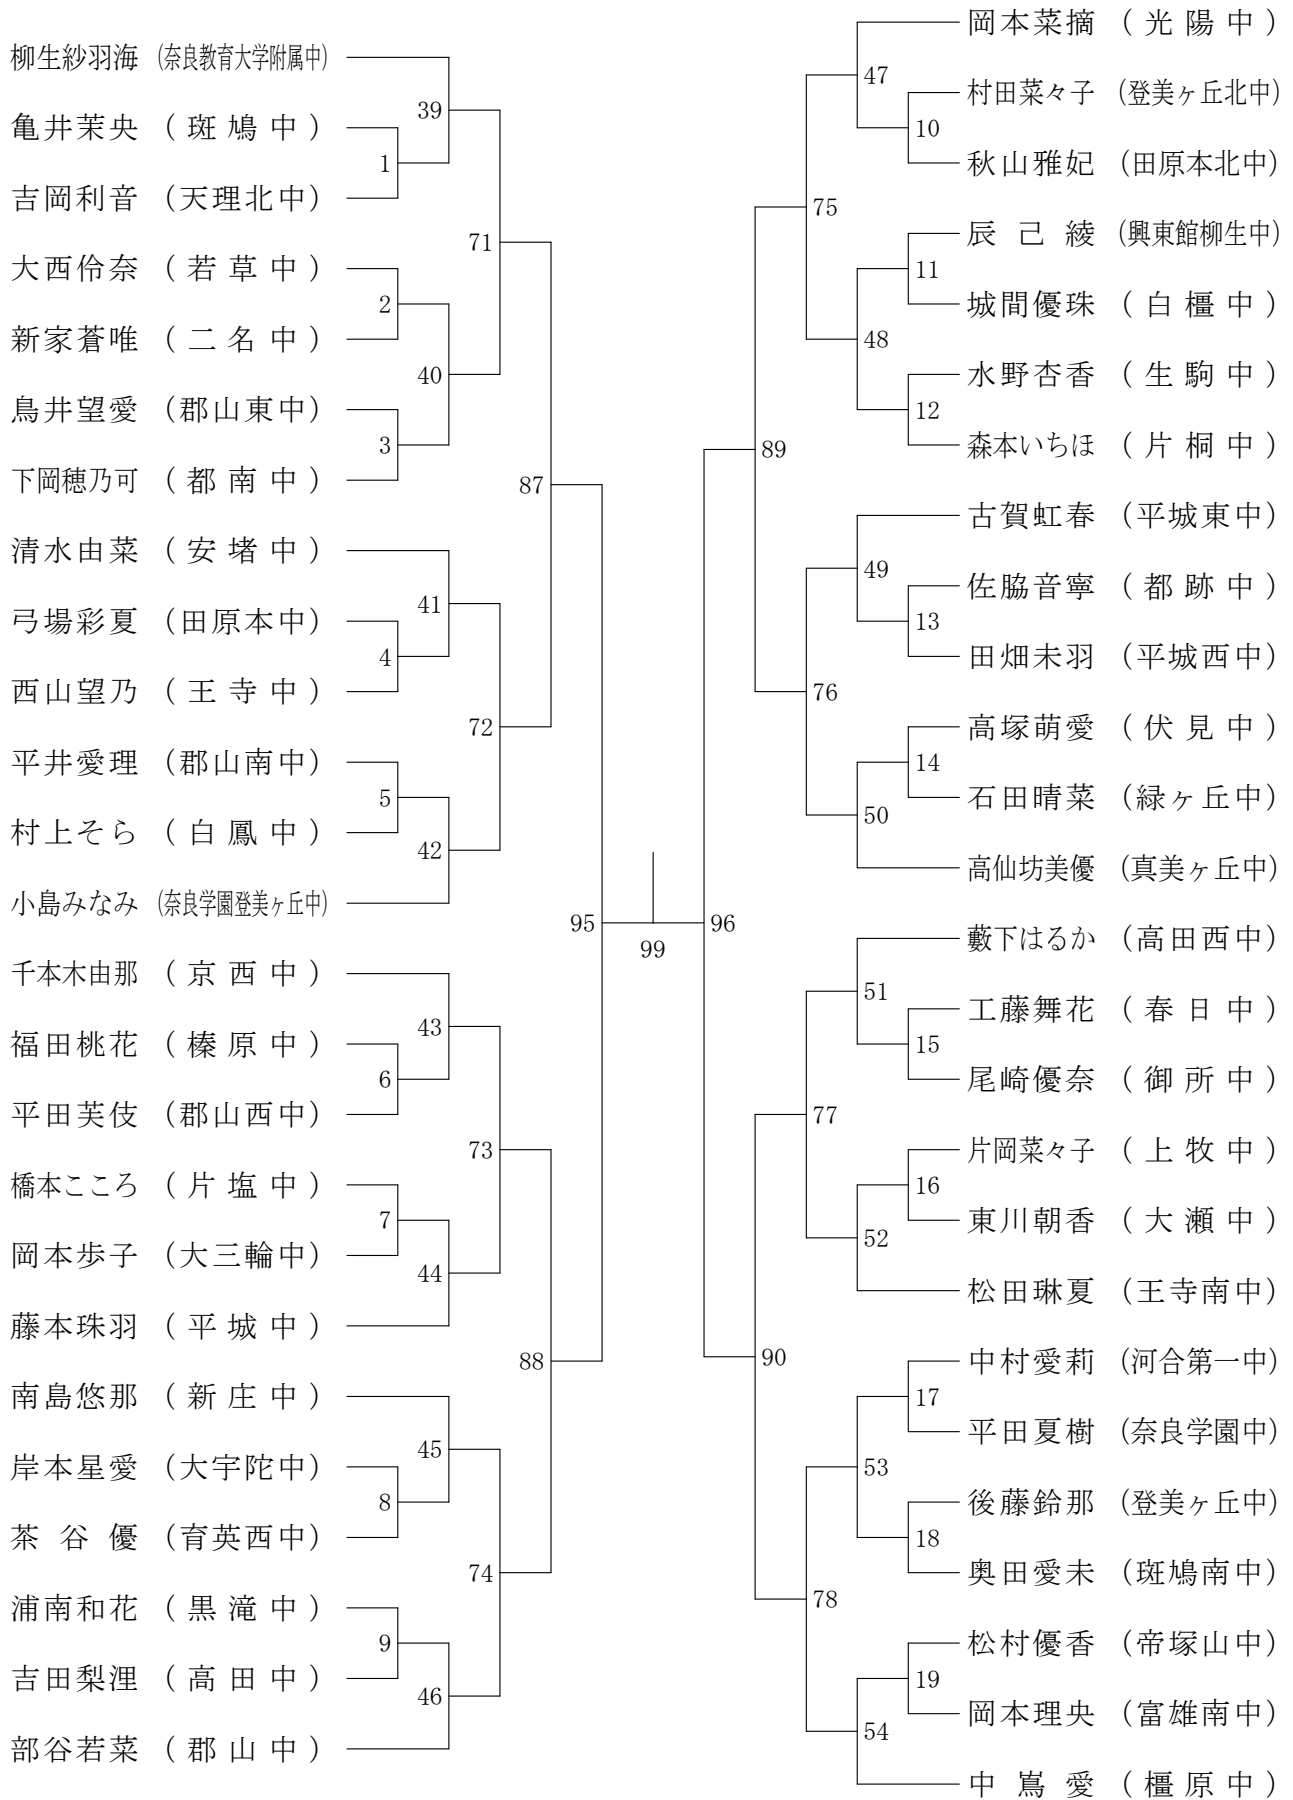 柳生紗羽海 (奈良教育大学附属中)
亀井茉央 (斑鳩中)
吉岡利音 (天理北中)
大西伶奈 (若草中)
新家蒼唯 (二名中)
鳥井望愛 (郡山東中)
下岡穂乃可 (都南中)
清水由菜 (安堵中)
弓場彩夏 (田原本中)
西山望乃 (王寺中)
平井愛理 (郡山南中)
村上そら (白鳳中)
小島みなみ (奈良学園登美ヶ丘中)
千本木由那 (京西中)
福田桃花 (榛原中)
平田芙伎 (郡山西中)
橋本こころ (片塩中)
岡本歩子 (大三輪中)
藤本珠羽 (平城中)
南島悠那 (新庄中)
岸本星愛 (大宇陀中)
茶谷優 (育英西中)
浦南和花 (黒滝中)
吉田梨浬 (高田中)
部谷若菜 (郡山中)
1
2
3
4
5
6
7
8
9
39
40
41
42
43
44
45
46
71
72
73
74
87
88
95
99
96
89
90
75
76
77
78
47
48
49
50
51
52
53
54
10
11
12
13
14
15
16
17
18
19
岡本菜摘 (光陽中)
村田菜々子 (登美ヶ丘北中)
秋山雅妃 (田原本北中)
辰己綾 (興東館柳生中)
城間優珠 (白橿中)
水野杏香 (生駒中)
森本いちほ (片桐中)
古賀虹春 (平城東中)
佐脇音寧 (都跡中)
田畑未羽 (平城西中)
高塚萌愛 (伏見中)
石田晴菜 (緑ヶ丘中)
高仙坊美優 (真美ヶ丘中)
藪下はるか (高田西中)
工藤舞花 (春日中)
尾崎優奈 (御所中)
片岡菜々子 (上牧中)
東川朝香 (大瀬中)
松田琳夏 (王寺南中)
中村愛莉 (河合第一中)
平田夏樹 (奈良学園中)
後藤鈴那 (登美ヶ丘中)
奥田愛未 (斑鳩南中)
松村優香 (帝塚山中)
岡本理央 (富雄南中)
中嶌愛 (橿原中)